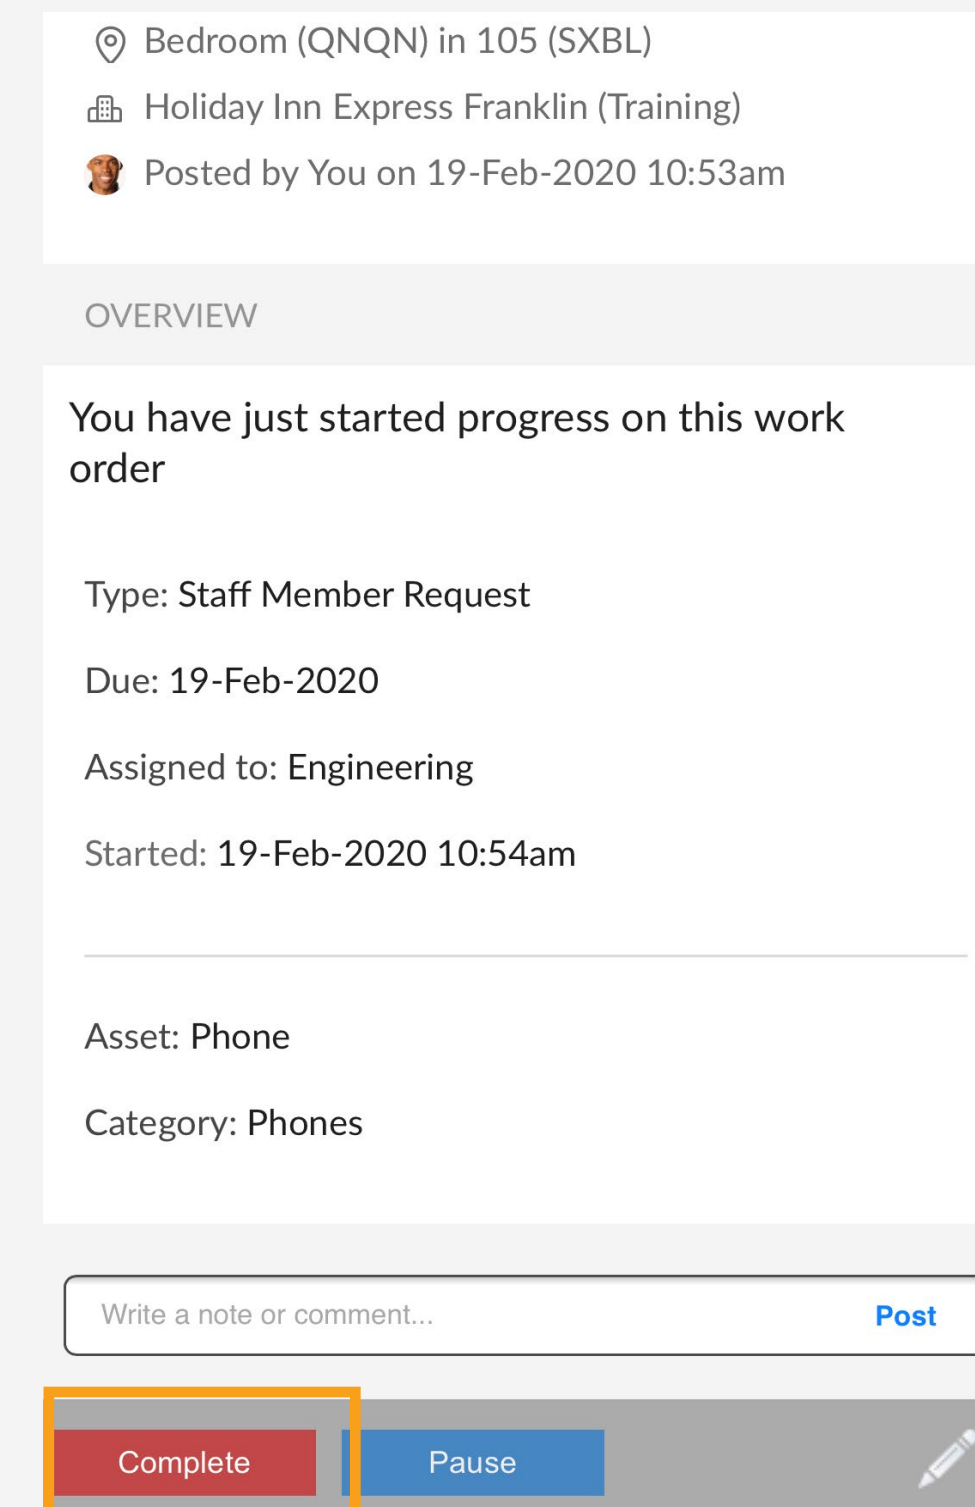 Bedroom (QNQN) in 105 (SXBL)
Holiday Inn Express Franklin (Training)
Posted by You on 19-Feb-2020 10:53am
OVERVIEW
You have just started progress on this work
order
Type: Staff Member Request
Due: 19-Feb-2020
Assigned to: Engineering
Started: 19-Feb-2020 10:54am
Asset: Phone
Category: Phones
Write a note or comment... Post
Complete Pause